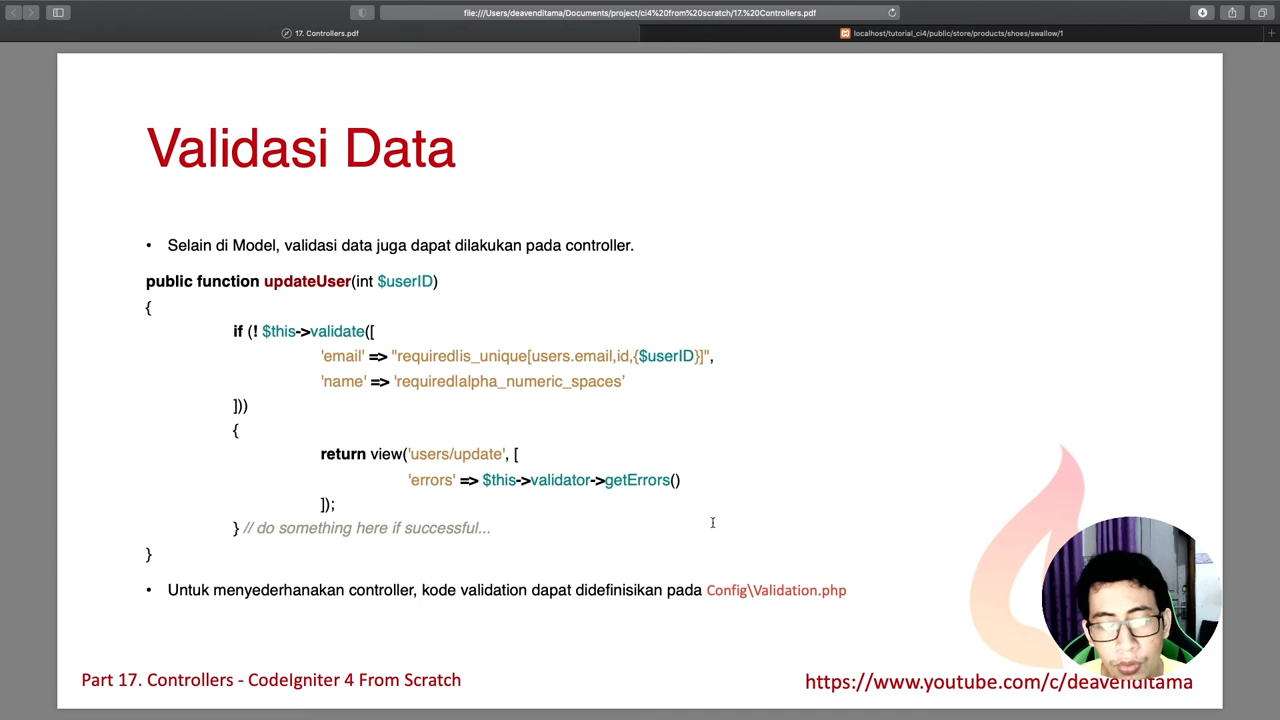 file:///Users/deavenditama/Documents/project/ci4%20from%20scratch/17.%20Controllers.pdf
17. Controllers.pdf
localhost/tutorial_ci4/public/store/products/shoes/swallow/1
Validasi Data
• Selain di Model, validasi data juga dapat dilakukan pada controller.
public function updateUser(int $userID)
{
if (! $this->validate([
'email' => "required|is_unique[users.email,id,{$userID}]",
'name' => 'required|alpha_numeric_spaces’
]))
{
return view('users/update', [
'errors' => $this->validator->getErrors()
]);
} // do something here if successful...
}
• Untuk menyederhanakan controller, kode validation dapat didefinisikan pada Config\Validation.php
Part 17. Controllers - CodeIgniter 4 From Scratch
https://www.youtube.com/c/deavenditama